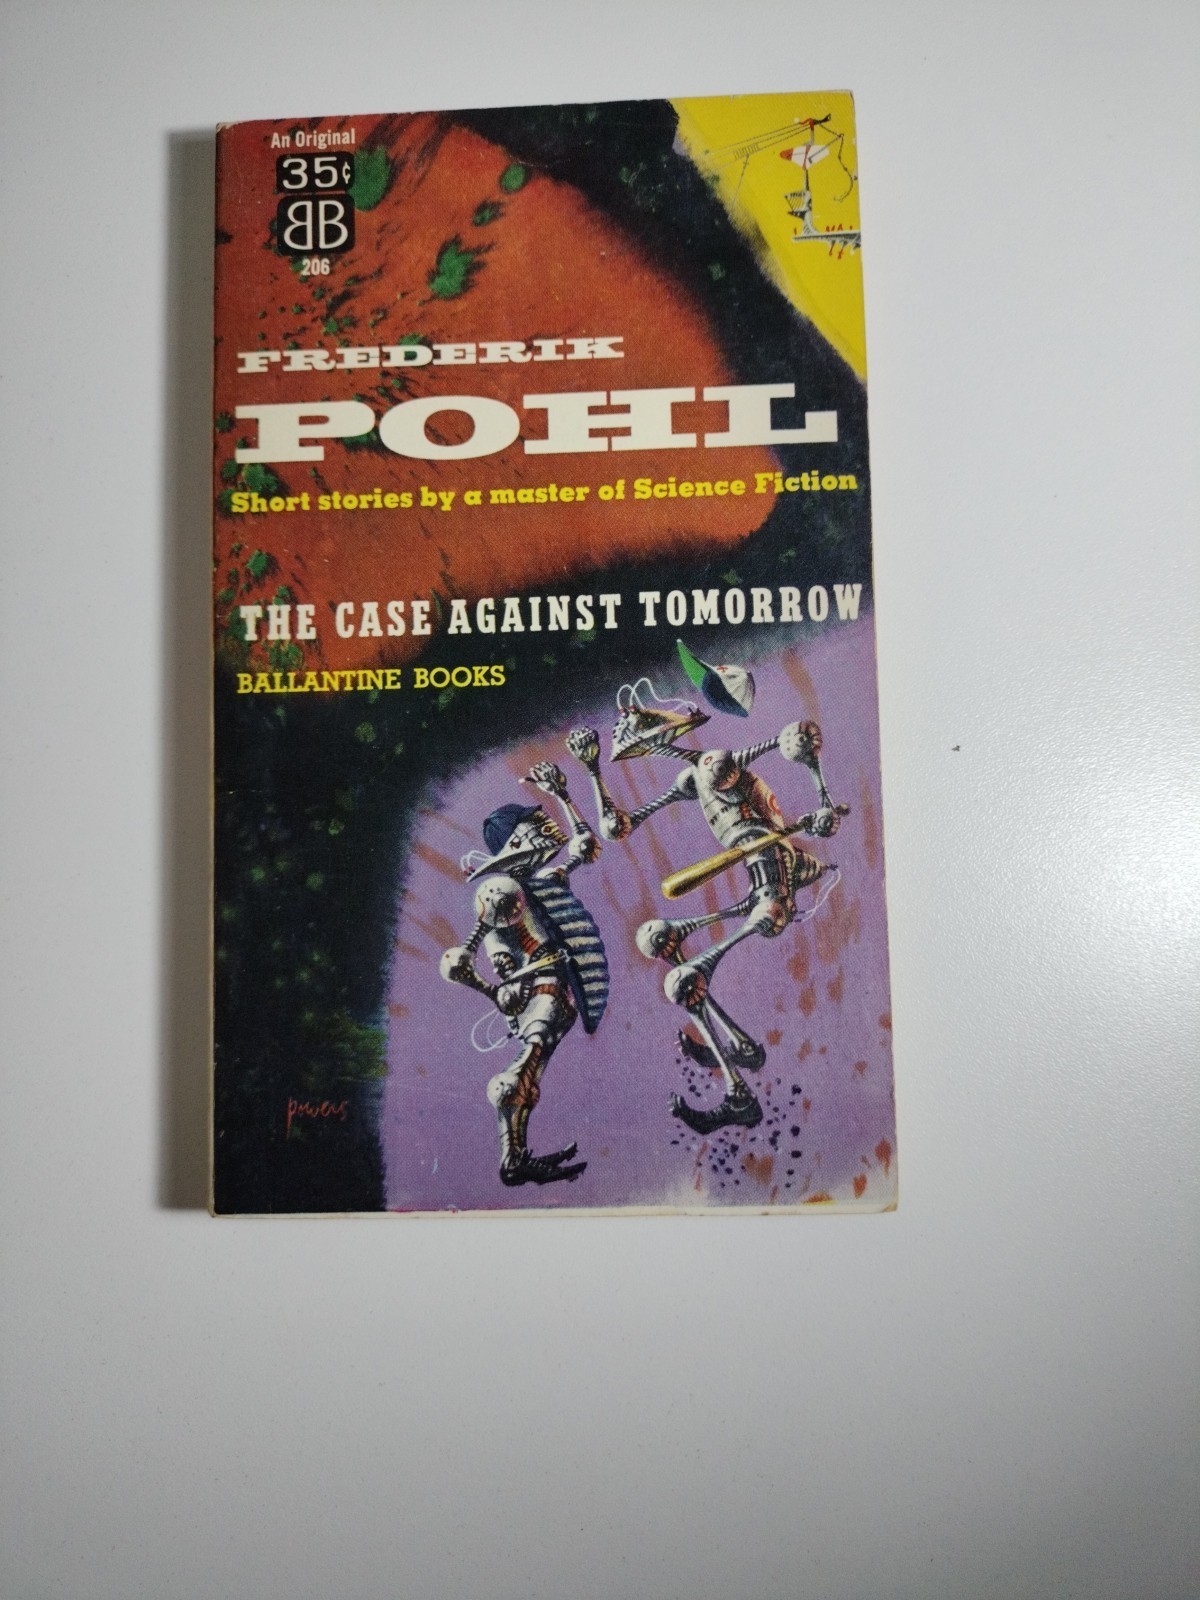 An Original
35¢
BB
206
FREDERIK
POHL
Short stories by a master of Science Fiction
THE CASE AGAINST TOMORROW
BALLANTINE BOOKS
powers